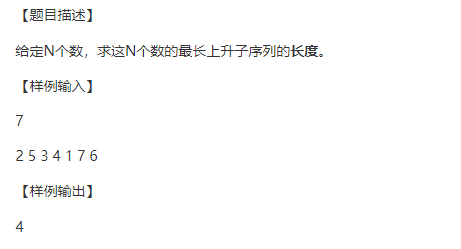 【题目描述】
给定N个数，求这N个数的最长上升子序列的长度。
【样例输入】
7
2 5 3 4 1 7 6
【样例输出】
4